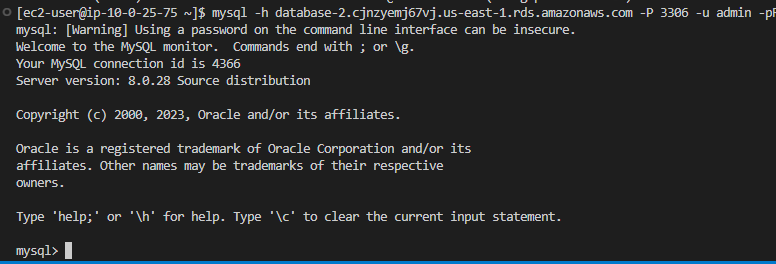 [ec2-user@ip-10-0-25-75 ~]$ mysql -h database-2.cjnzyemj67vj.us-east-1.rds.amazonaws.com -P 3306 -u admin -pF
mysql: [Warning] Using a password on the command line interface can be insecure.
Welcome to the MySQL monitor.  Commands end with ; or \g.
Your MySQL connection id is 4366
Server version: 8.0.28 Source distribution
Copyright (c) 2000, 2023, Oracle and/or its affiliates.
Oracle is a registered trademark of Oracle Corporation and/or its
affiliates. Other names may be trademarks of their respective
owners.
Type 'help;' or '\h' for help. Type '\c' to clear the current input statement.
mysql>